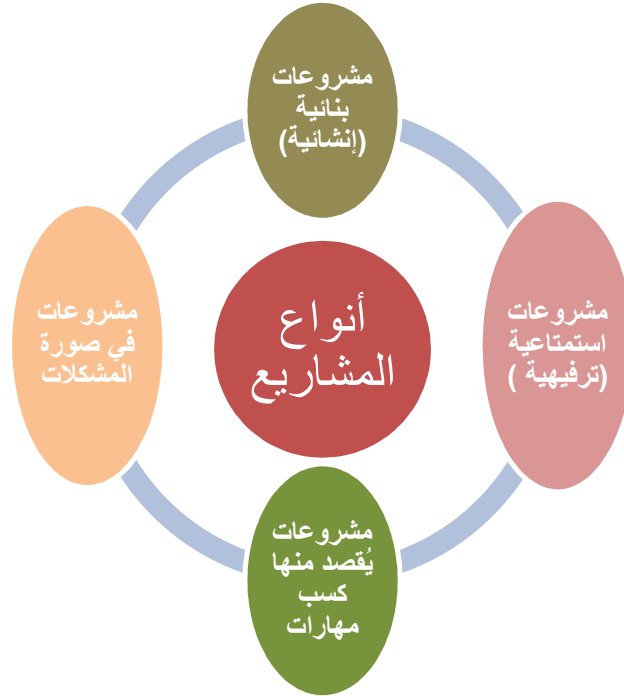 مشروعات
بنائية
(إنشائية)
مشروعات
استمتاعية
(ترفيهية )
أنواع
المشاريع
مشروعات
في صورة
المشكلات
مشروعات
يُقصد منها
كسب
مهارات